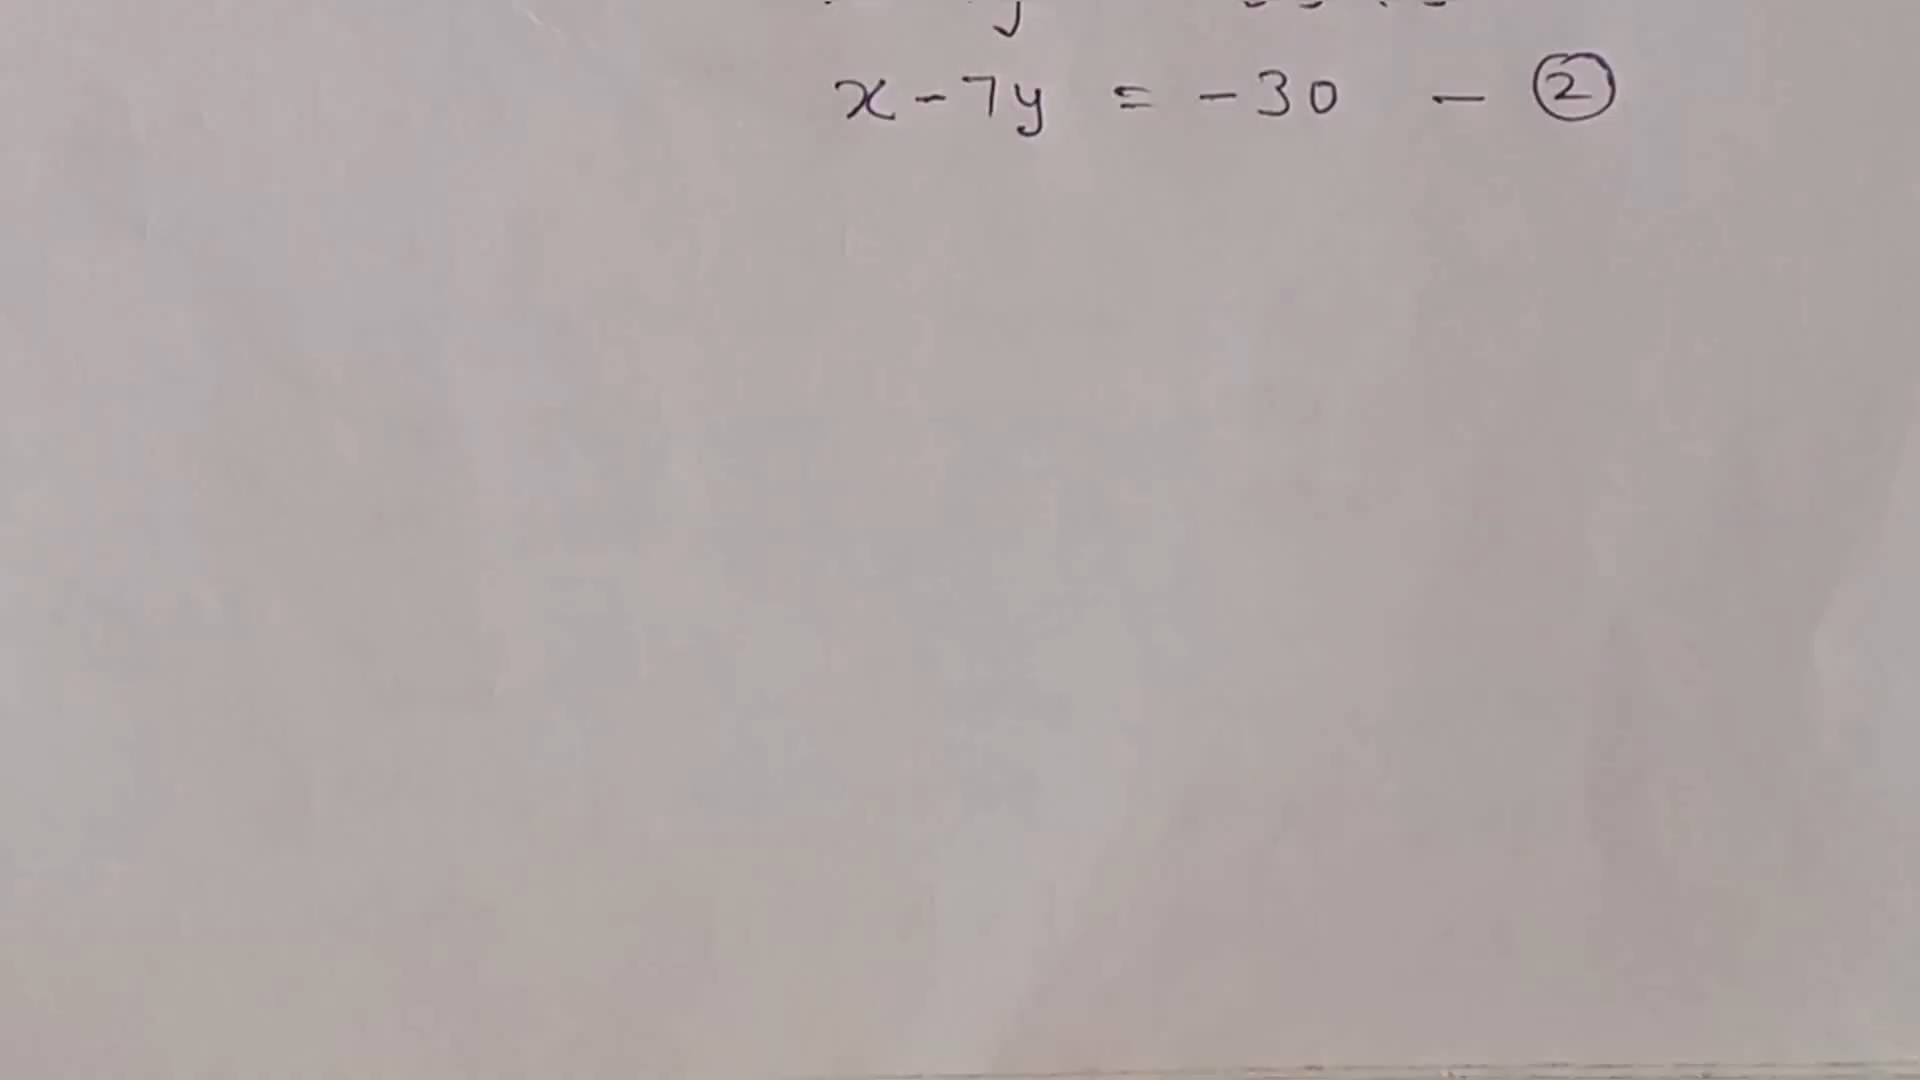 x - 7y = -30 — ②